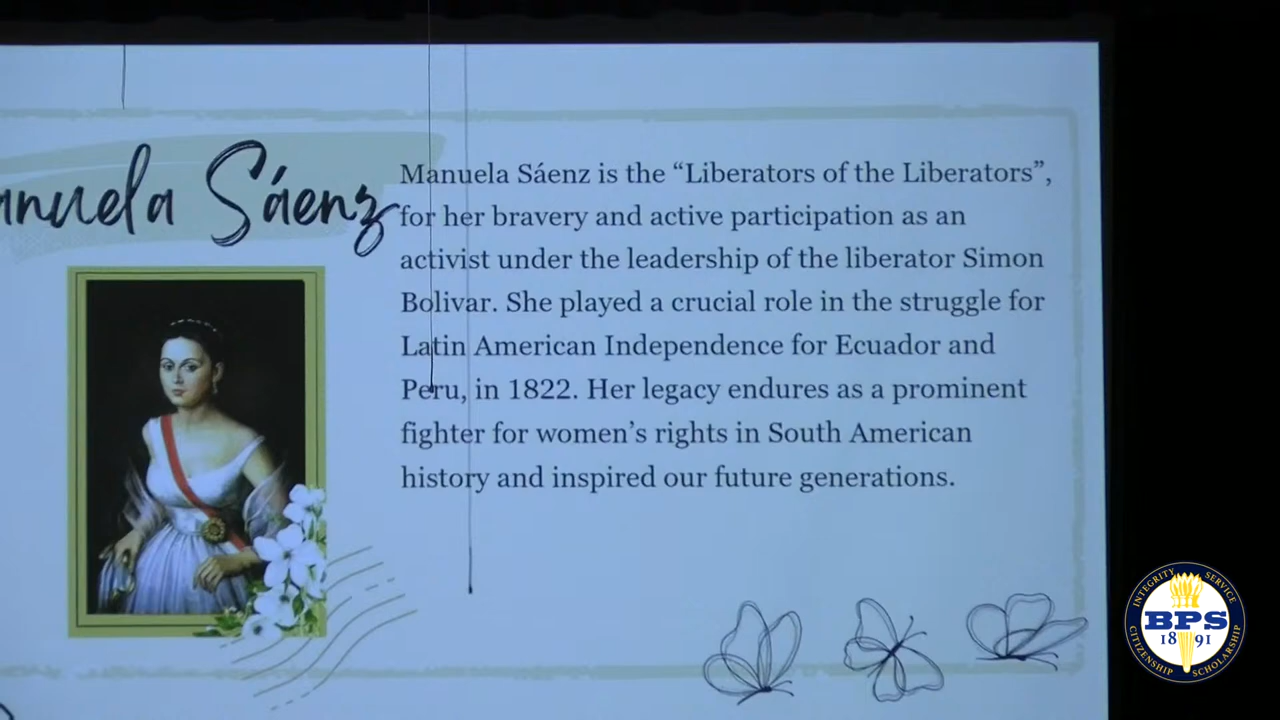 anuela Sáenz
Manuela Sáenz is the “Liberators of the Liberators”,
for her bravery and active participation as an
activist under the leadership of the liberator Simon
Bolivar. She played a crucial role in the struggle for
Latin American Independence for Ecuador and
Peru, in 1822. Her legacy endures as a prominent
fighter for women’s rights in South American
history and inspired our future generations.
INTEGRITY SERVICE
BPS
18 91
CITIZENSHIP SCHOLARSHIP